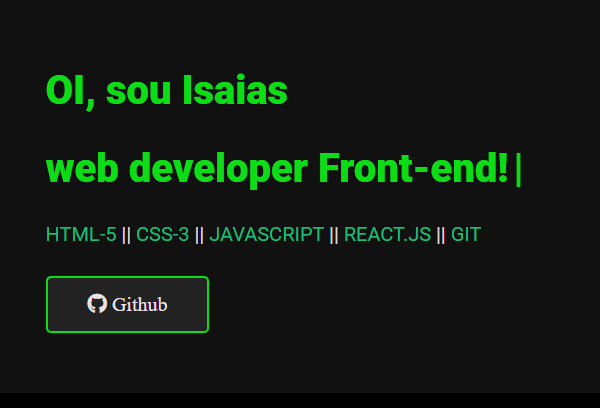 OI, sou Isaias
web developer Front-end!|
HTML-5 || CSS-3 || JAVASCRIPT || REACT.JS || GIT
Github